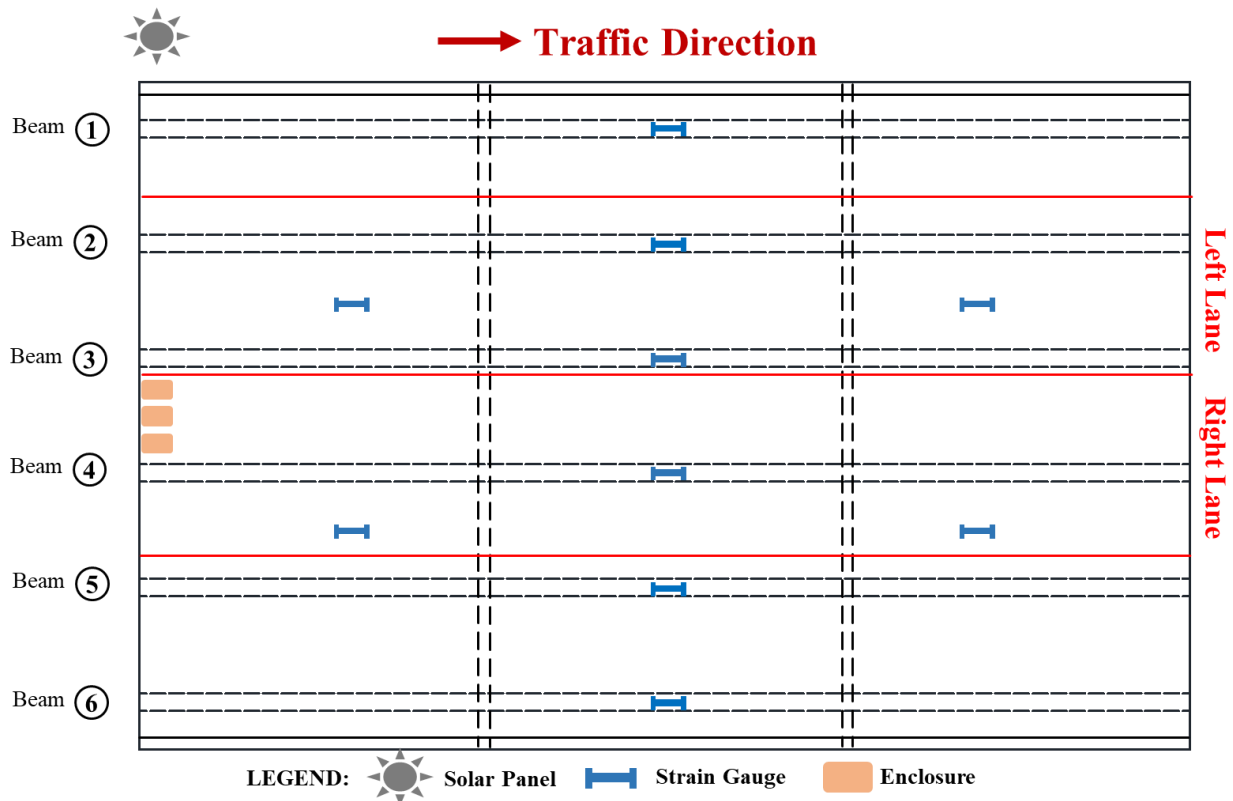 Traffic Direction
Beam 1
Beam 2
Beam 3
Beam 4
Beam 5
Beam 6
Left Lane
Right Lane
LEGEND: Solar Panel Strain Gauge Enclosure